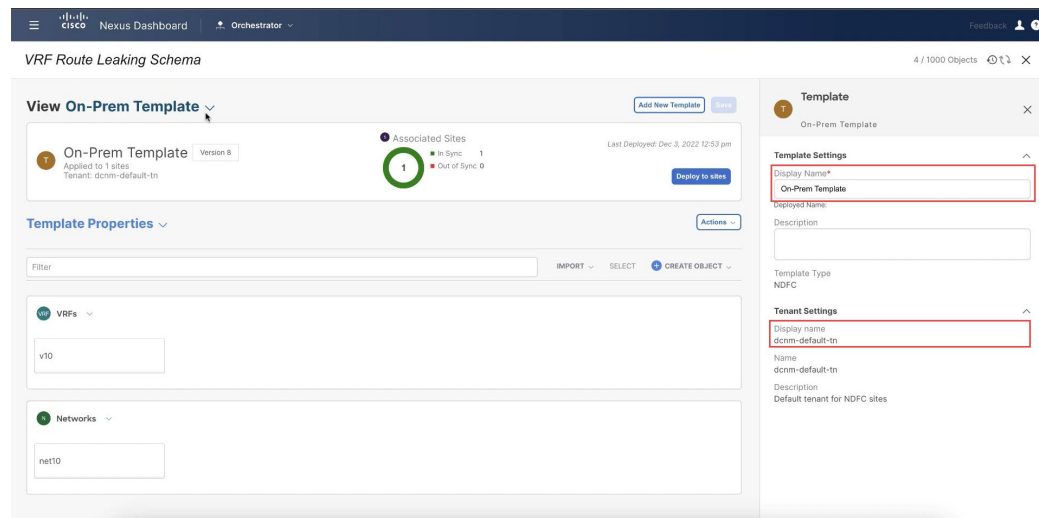 cisco Nexus Dashboard Orchestrator Feedback
VRF Route Leaking Schema 4 / 1000 Objects
View On-Prem Template Add New Template Save
T On-Prem Template Version 8
Applied to 1 sites
Tenant: dcnm-default-tn
Associated Sites
1
In Sync 1
Out of Sync 0
Last Deployed: Dec 3, 2022 12:53 pm
Deploy to sites
Template Properties Actions
Filter IMPORT SELECT CREATE OBJECT
VRF VRFs
v10
N Networks
net10
T Template
On-Prem Template
Template Settings
Display Name*
On-Prem Template
Deployed Name:
Description
Template Type
NDFC
Tenant Settings
Display name
dcnm-default-tn
Name
dcnm-default-tn
Description
Default tenant for NDFC sites